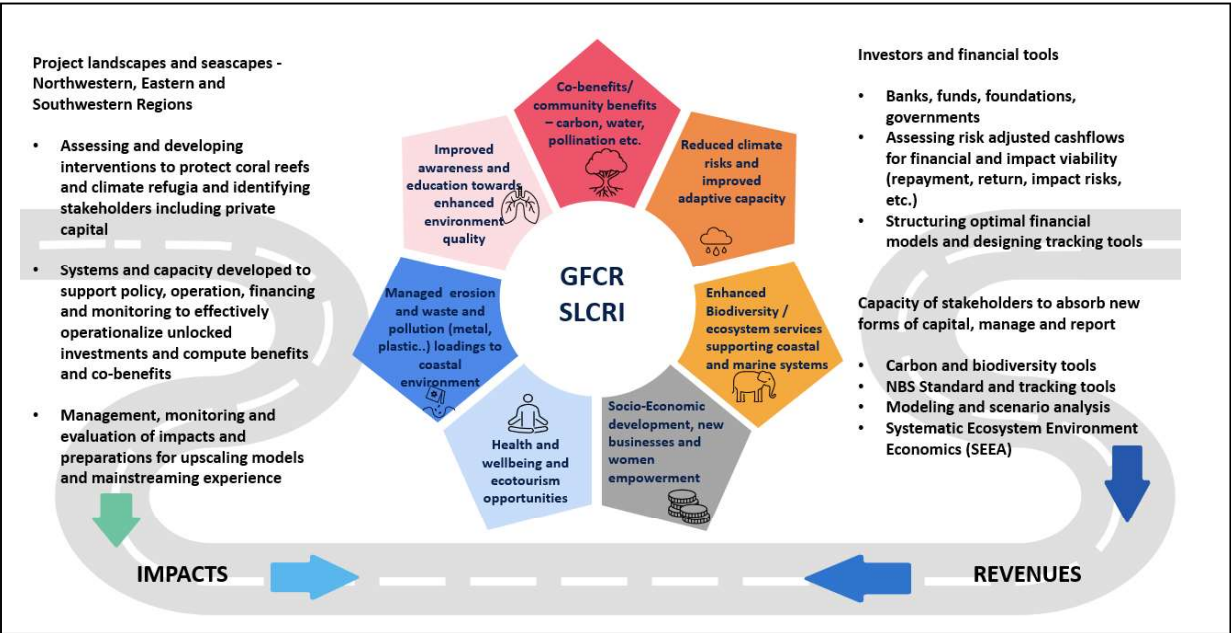 Project landscapes and seascapes -
Northwestern, Eastern and
Southwestern Regions
• Assessing and developing
interventions to protect coral reefs
and climate refugia and identifying
stakeholders including private
capital
• Systems and capacity developed to
support policy, operation, financing
and monitoring to effectively
operationalize unlocked
investments and compute benefits
and co-benefits
• Management, monitoring and
evaluation of impacts and
preparations for upscaling models
and mainstreaming experience
IMPACTS
Co-benefits/
community benefits
– carbon, water,
pollination etc.
Reduced climate
risks and
improved
adaptive capacity
Enhanced
Biodiversity /
ecosystem services
supporting coastal
and marine systems
Socio-Economic
development, new
businesses and
women
empowerment
Health and
wellbeing and
ecotourism
opportunities
Managed erosion
and waste and
pollution (metal,
plastic..) loadings to
coastal
environment
Improved
awareness and
education towards
enhanced
environment
quality
GFCR
SLCRI
Investors and financial tools
• Banks, funds, foundations,
governments
• Assessing risk adjusted cashflows
for financial and impact viability
(repayment, return, impact risks,
etc.)
• Structuring optimal financial
models and designing tracking tools
Capacity of stakeholders to absorb new
forms of capital, manage and report
• Carbon and biodiversity tools
• NBS Standard and tracking tools
• Modeling and scenario analysis
• Systematic Ecosystem Environment
Economics (SEEA)
REVENUES